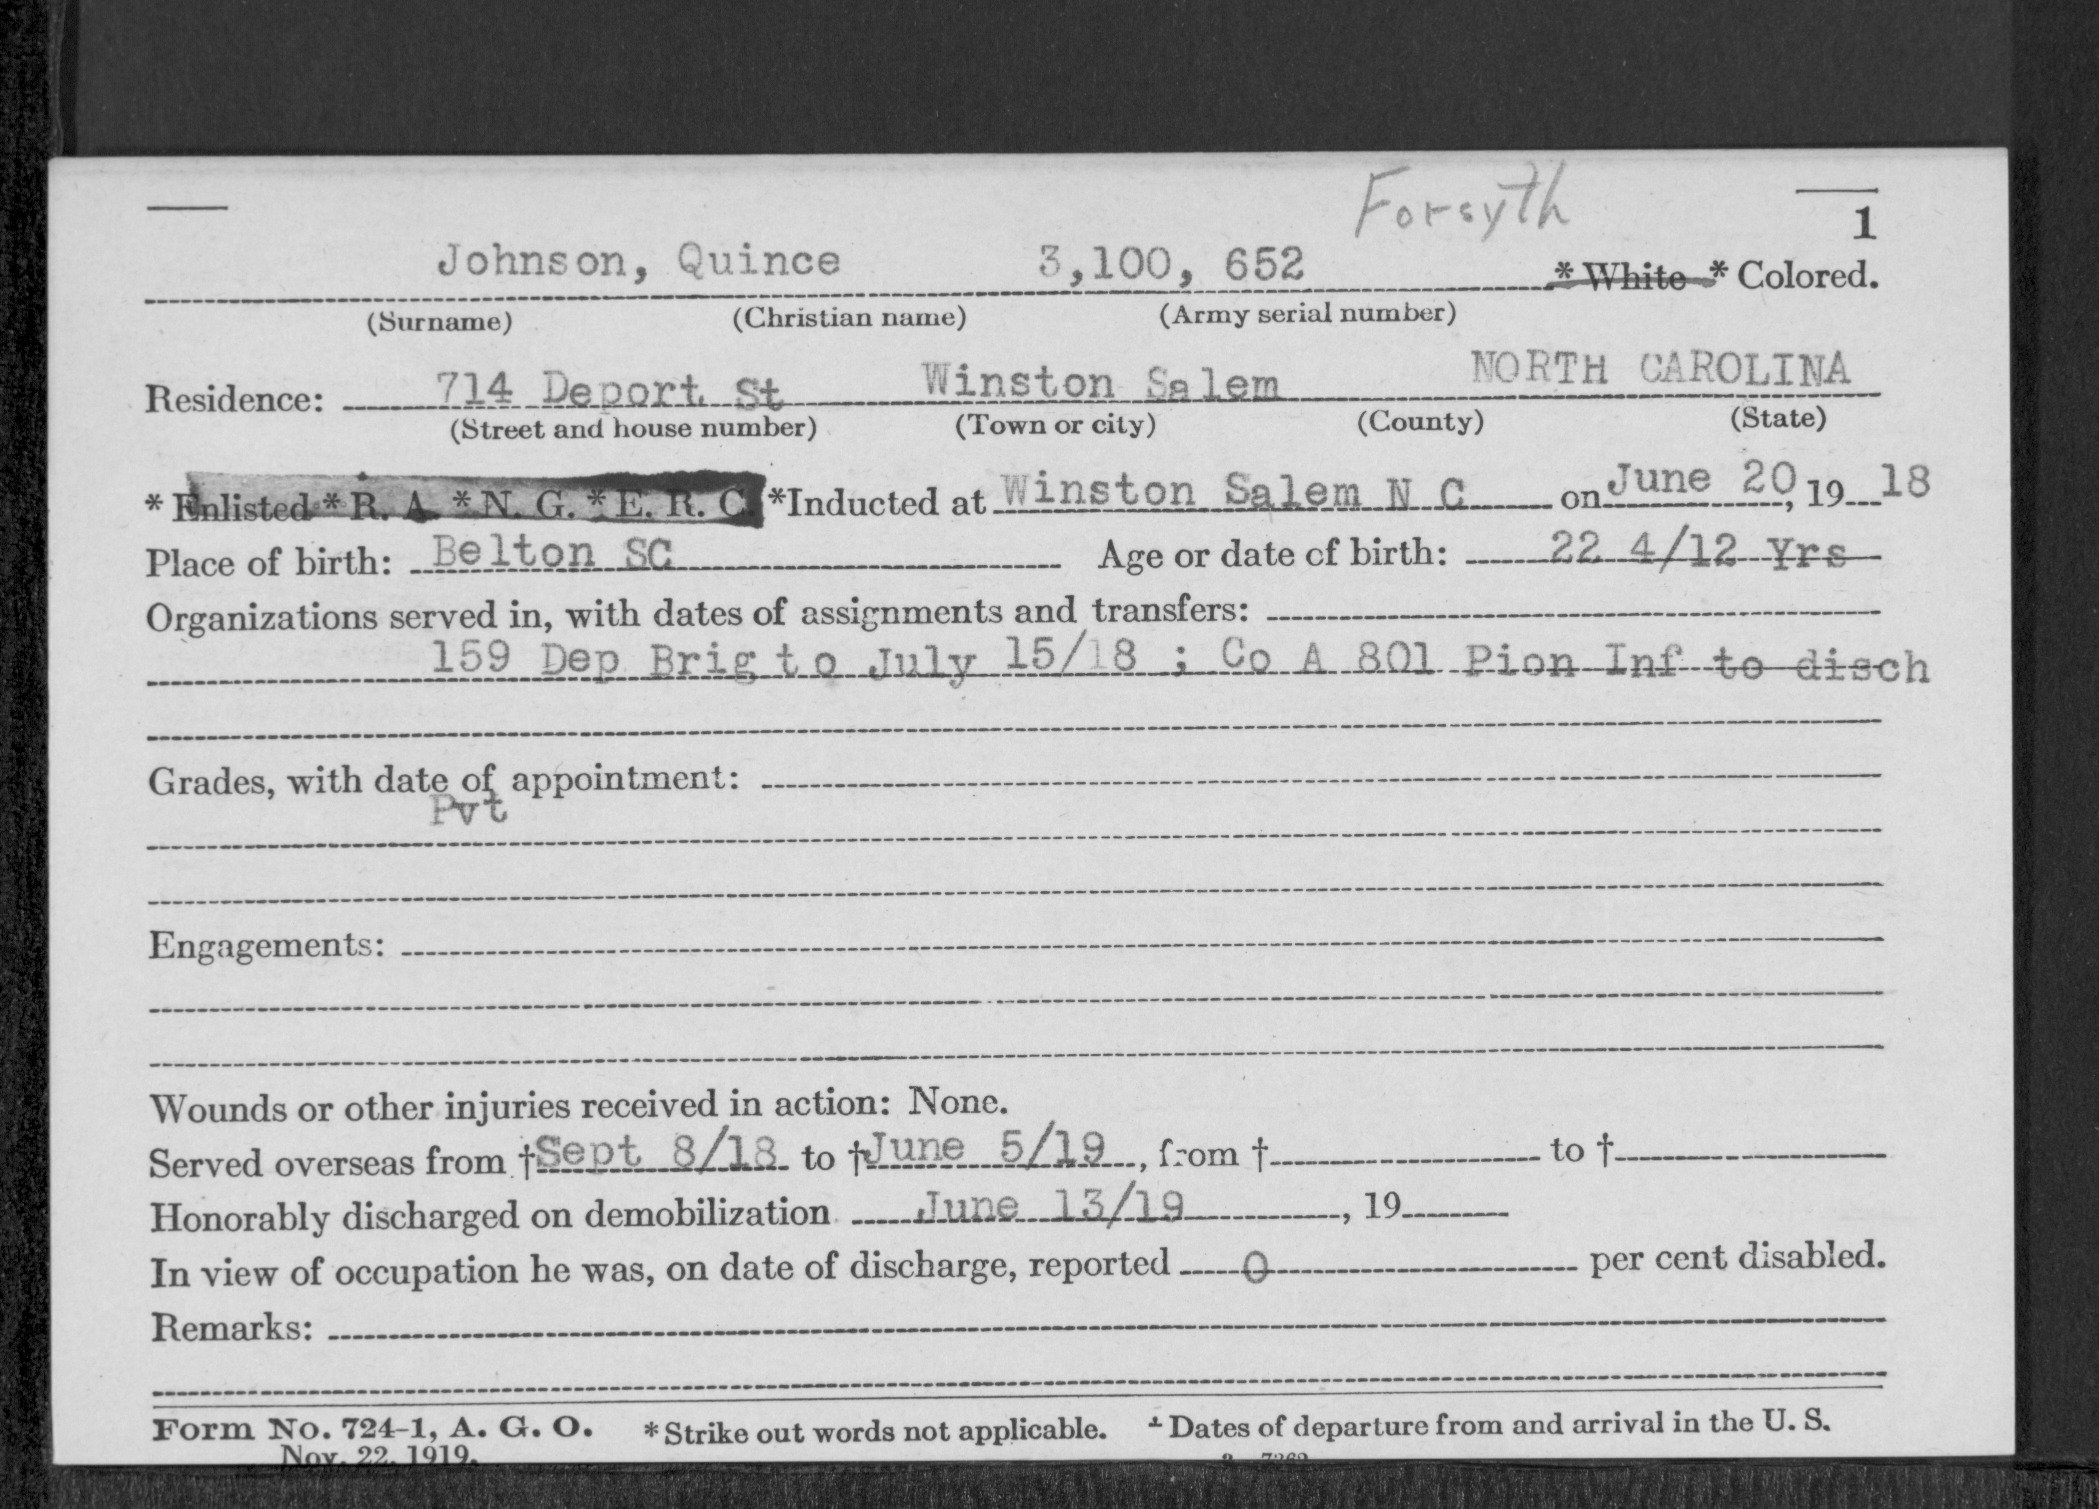 Forsyth
1
Johnson, Quince 3,100, 652 * White * Colored.
(Surname) (Christian name) (Army serial number)
Residence: 714 Deport St Winston Salem NORTH CAROLINA
(Street and house number) (Town or city) (County) (State)
* Enlisted * R. A. * N. G. * E. R. C. *Inducted at Winston Salem N C on June 20, 19 18
Place of birth: Belton SC Age or date of birth: 22 4/12 Yrs
Organizations served in, with dates of assignments and transfers:
159 Dep Brig to July 15/18 ; Co A 801 Pion Inf to disch
Grades, with date of appointment:
Pvt
Engagements:
Wounds or other injuries received in action: None.
Served overseas from † Sept 8/18 to † June 5/19, from † to †
Honorably discharged on demobilization June 13/19, 19
In view of occupation he was, on date of discharge, reported 0 per cent disabled.
Remarks:
Form No. 724-1, A. G. O. * Strike out words not applicable. † Dates of departure from and arrival in the U. S.
Nov. 22, 1919.